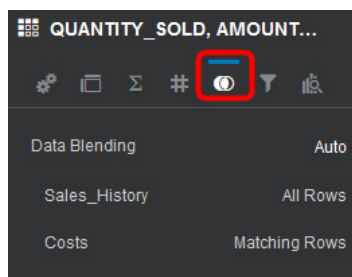 QUANTITY_SOLD, AMOUNT...
Data Blending Auto
Sales_History All Rows
Costs Matching Rows